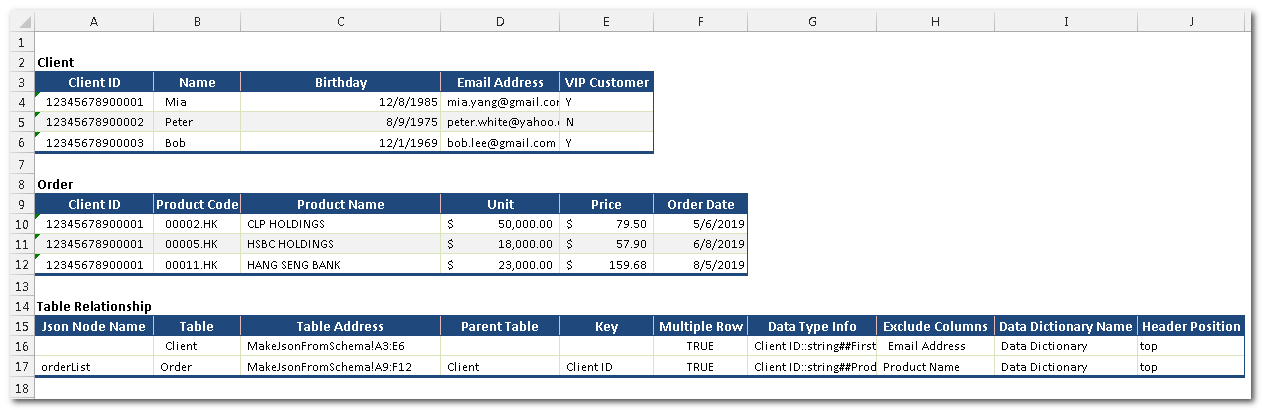 A B C D E F G H I J
1
2 Client
3 Client ID Name Birthday Email Address VIP Customer
4 12345678900001 Mia 12/8/1985 mia.yang@gmail.cor Y
5 12345678900002 Peter 8/9/1975 peter.white@yahoo.( N
6 12345678900003 Bob 12/1/1969 bob.lee@gmail.com Y
7
8 Order
9 Client ID Product Code Product Name Unit Price Order Date
10 12345678900001 00002.HK CLP HOLDINGS $ 50,000.00 $ 79.50 5/6/2019
11 12345678900001 00005.HK HSBC HOLDINGS $ 18,000.00 $ 57.90 6/8/2019
12 12345678900001 00011.HK HANG SENG BANK $ 23,000.00 $ 159.68 8/5/2019
13
14 Table Relationship
15 Json Node Name Table Table Address Parent Table Key Multiple Row Data Type Info Exclude Columns Data Dictionary Name Header Position
16 Client MakeJsonFromSchema!A3:E6 TRUE Client ID::string##First Email Address Data Dictionary top
17 orderList Order MakeJsonFromSchema!A9:F12 Client Client ID TRUE Client ID::string##Prod Product Name Data Dictionary top
18